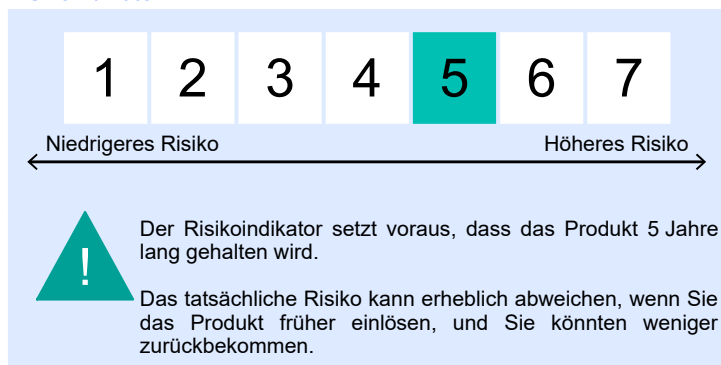 1 2 3 4 5 6 7
Niedrigeres Risiko Höheres Risiko
!
Der Risikoindikator setzt voraus, dass das Produkt 5 Jahre
lang gehalten wird.
Das tatsächliche Risiko kann erheblich abweichen, wenn Sie
das Produkt früher einlösen, und Sie könnten weniger
zurückbekommen.